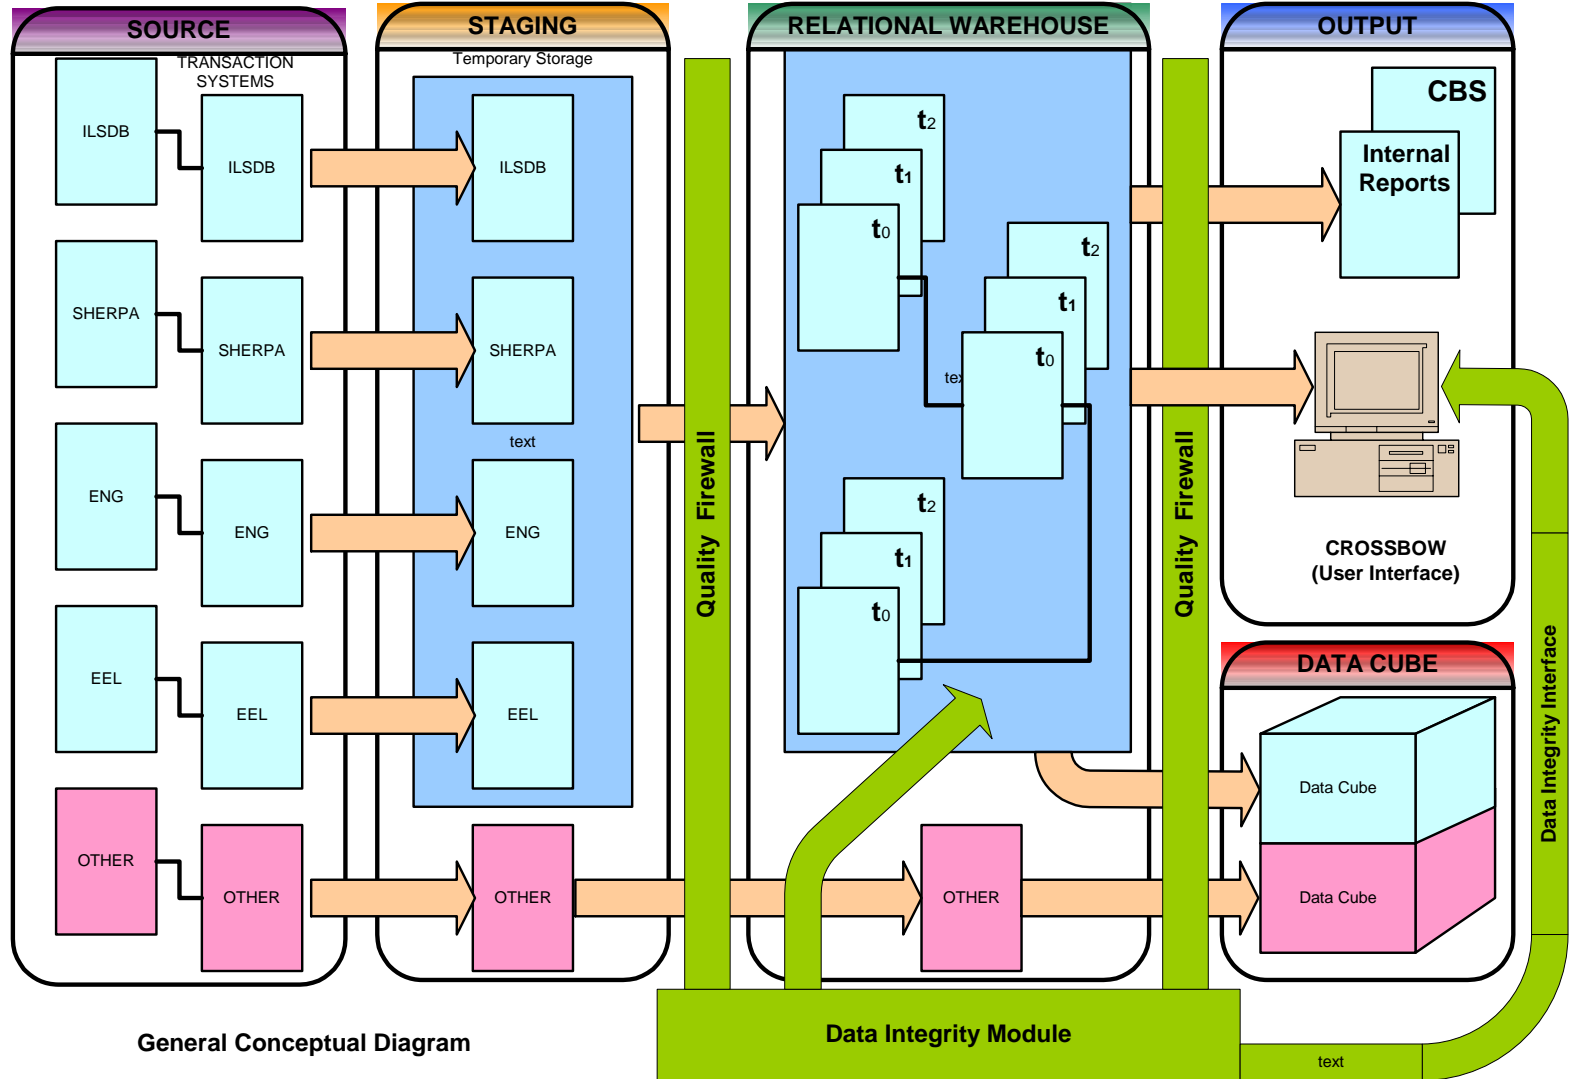 SOURCE
TRANSACTION
SYSTEMS
ILSDB
ILSDB
SHERPA
SHERPA
ENG
ENG
EEL
EEL
OTHER
OTHER
STAGING
Temporary Storage
ILSDB
SHERPA
text
ENG
EEL
OTHER
Quality Firewall
RELATIONAL WAREHOUSE
t2
t1
t0
t2
t1
t0
t2
t1
t0
OTHER
Quality Firewall
OUTPUT
CBS
Internal
Reports
CROSSBOW
(User Interface)
DATA CUBE
Data Cube
Data Cube
Data Integrity Interface
Data Integrity Module
text
General Conceptual Diagram